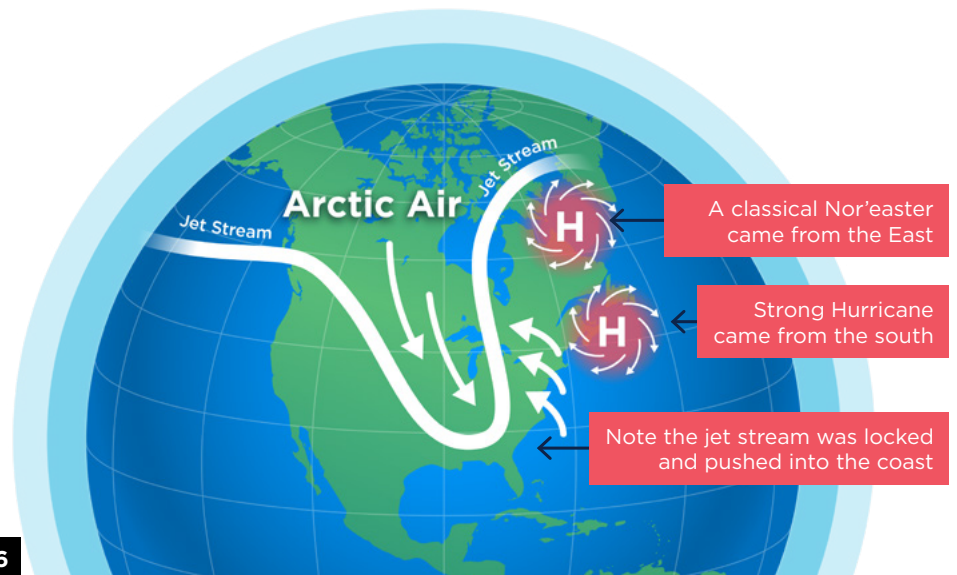 Jet Stream
Arctic Air
Jet Stream
H
A classical Nor’easter
came from the East
H
Strong Hurricane
came from the south
Note the jet stream was locked
and pushed into the coast
6